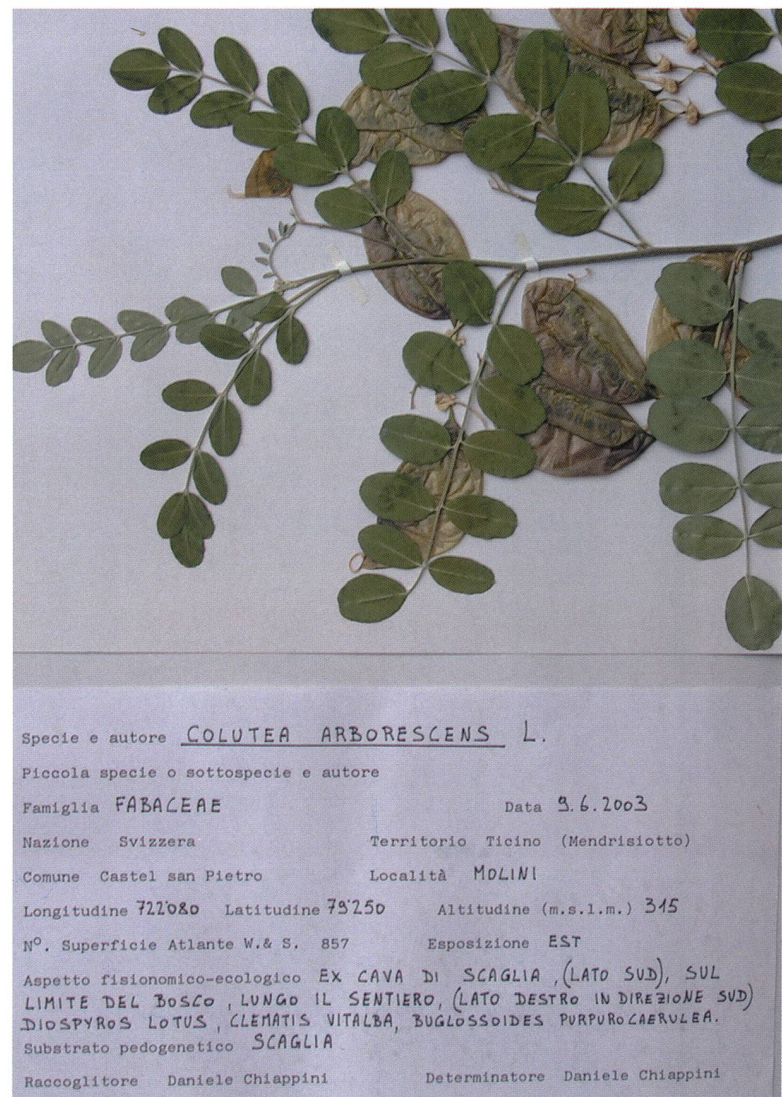 Specie e autore COLUTEA ARBORESCENS L.
Piccola specie o sottospecie e autore
Famiglia FABACEAE Data 9.6.2003
Nazione Svizzera Territorio Ticino (Mendrisiotto)
Comune Castel san Pietro Località MOLINI
Longitudine 722'080 Latitudine 79'250 Altitudine (m.s.l.m.) 315
Nº. Superficie Atlante W.& S. 857 Esposizione EST
Aspetto fisionomico-ecologico EX CAVA DI SCAGLIA, (LATO SUD), SUL
LIMITE DEL BOSCO, LUNGO IL SENTIERO, (LATO DESTRO IN DIREZIONE SUD)
DIOSPYROS LOTUS, CLEMATIS VITALBA, BUGLOSSOIDES PURPUROCAERULEA.
Substrato pedogenetico SCAGLIA
Raccoglitore Daniele Chiappini Determinatore Daniele Chiappini